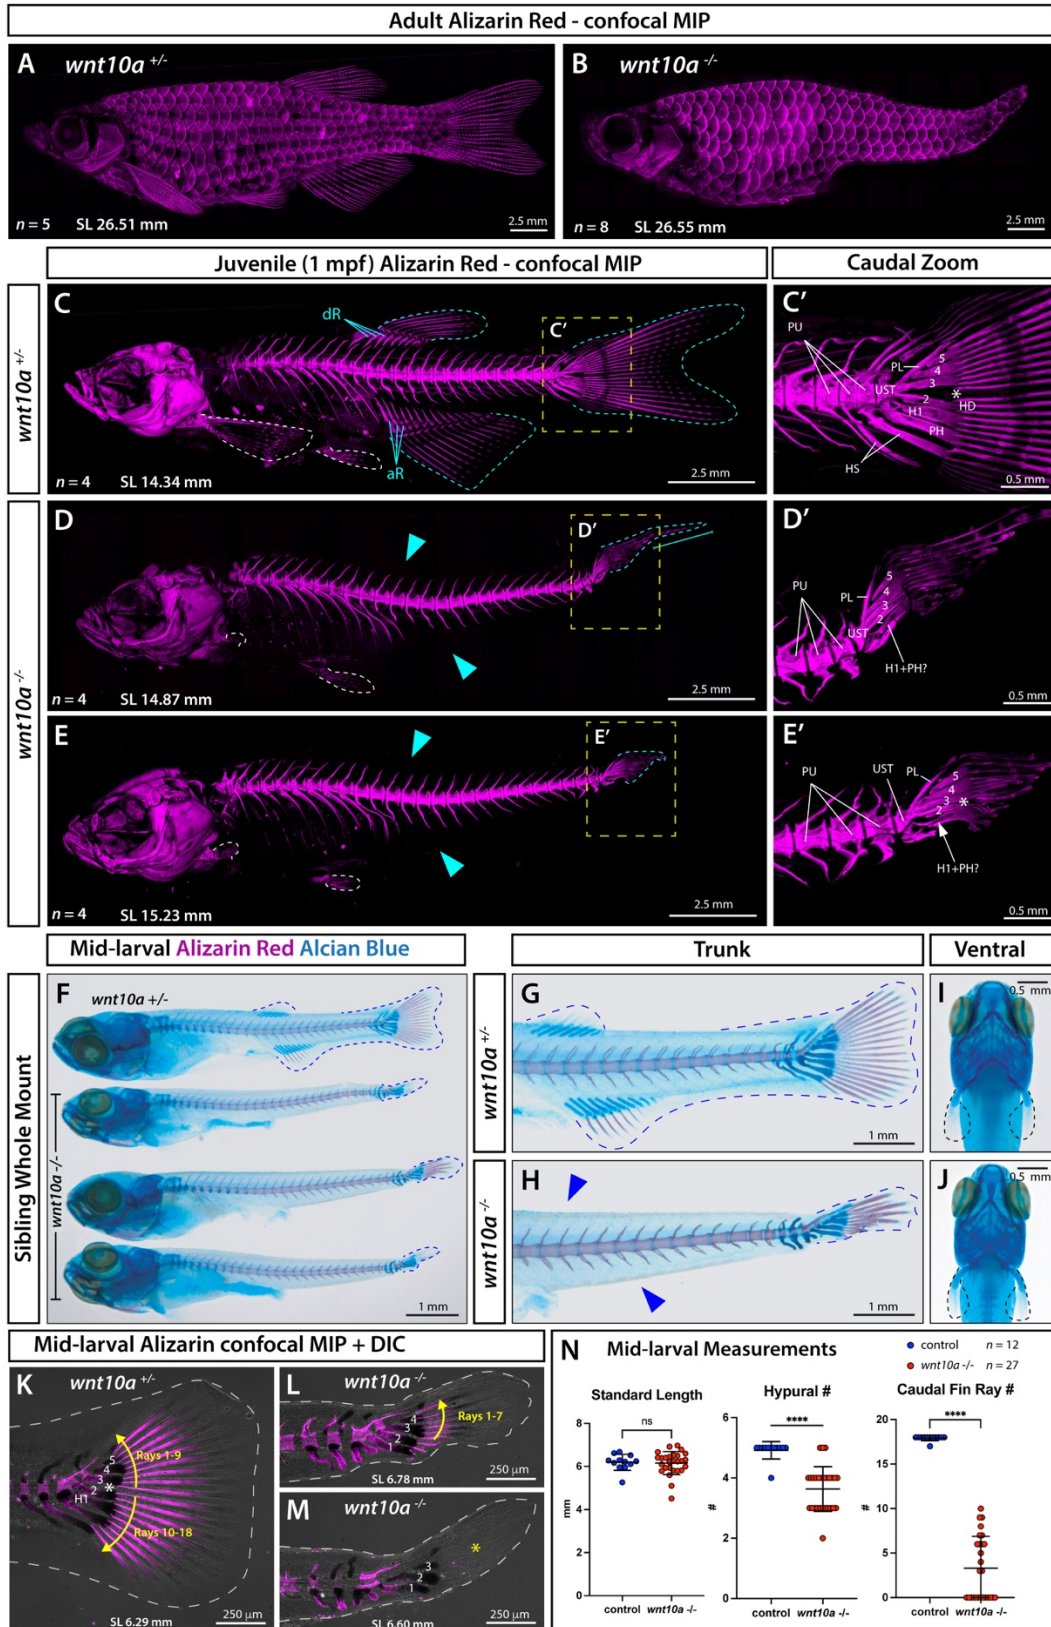 Adult Alizarin Red - confocal MIP
A wnt10a +/-
n = 5 SL 26.51 mm
2.5 mm
B wnt10a -/-
n = 8 SL 26.55 mm
2.5 mm
Juvenile (1 mpf) Alizarin Red - confocal MIP
Caudal Zoom
wnt10a +/-
C
dR
C'
aR
n = 4 SL 14.34 mm
2.5 mm
C'
PU
PL
5
4
3
UST
*
2
HD
H1
PH
HS
0.5 mm
wnt10a -/-
D
D'
n = 4 SL 14.87 mm
2.5 mm
D'
PU
PL
5
4
3
2
UST
H1+PH?
0.5 mm
E
E'
n = 4 SL 15.23 mm
2.5 mm
E'
PU
UST
PL
5
4
3
*
2
H1+PH?
0.5 mm
Mid-larval Alizarin Red Alcian Blue
Trunk
Ventral
Sibling Whole Mount
F
wnt10a +/-
wnt10a -/-
1 mm
wnt10a +/-
G
1 mm
I
0.5 mm
wnt10a -/-
H
1 mm
J
0.5 mm
Mid-larval Alizarin confocal MIP + DIC
K wnt10a +/-
Rays 1-9
5
4
3
2
*
H1
Rays 10-18
SL 6.29 mm
250 µm
L wnt10a -/-
4
3
2
1
Rays 1-7
SL 6.78 mm
250 µm
M wnt10a -/-
*
3
2
1
SL 6.60 mm
250 µm
N Mid-larval Measurements
control n = 12
wnt10a -/- n = 27
Standard Length
ns
8
6
4
2
0
mm
control wnt10a -/-
Hypural #
****
6
4
2
0
#
control wnt10a -/-
Caudal Fin Ray #
****
20
15
10
5
0
#
control wnt10a -/-